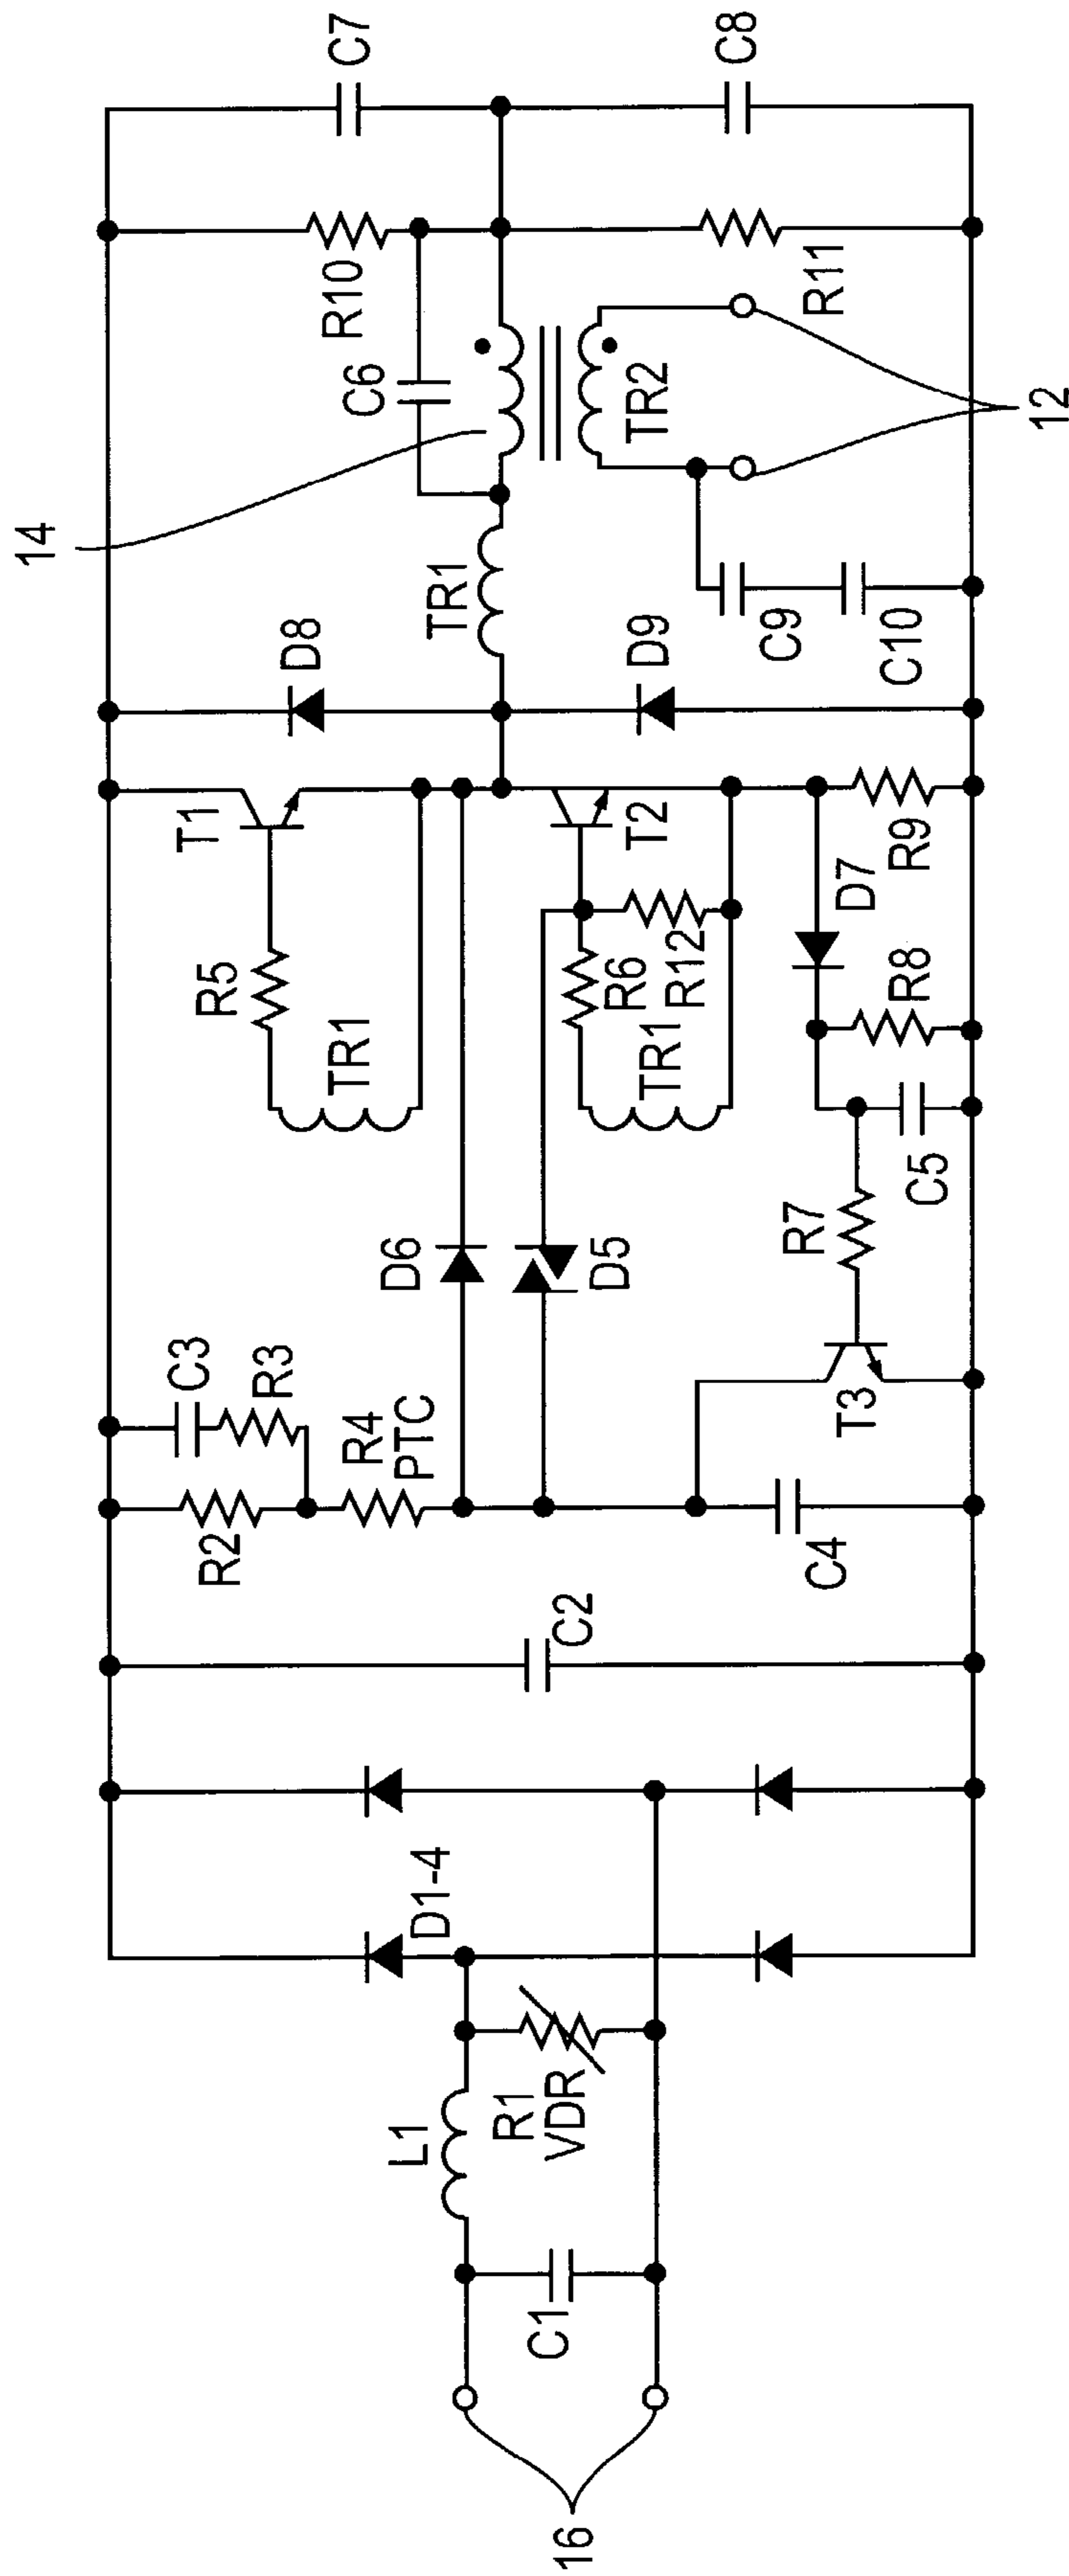 C7
C8
R10
R11
C6
TR2
12
14
TR1
C9
C10
D8
D9
T1
T2
R9
D7
R5
R6
R12
R8
TR1
TR1
C5
R7
D6
D5
T3
C3
R3
R4
PTC
R2
C4
C2
D1-4
R1
VDR
L1
C1
16